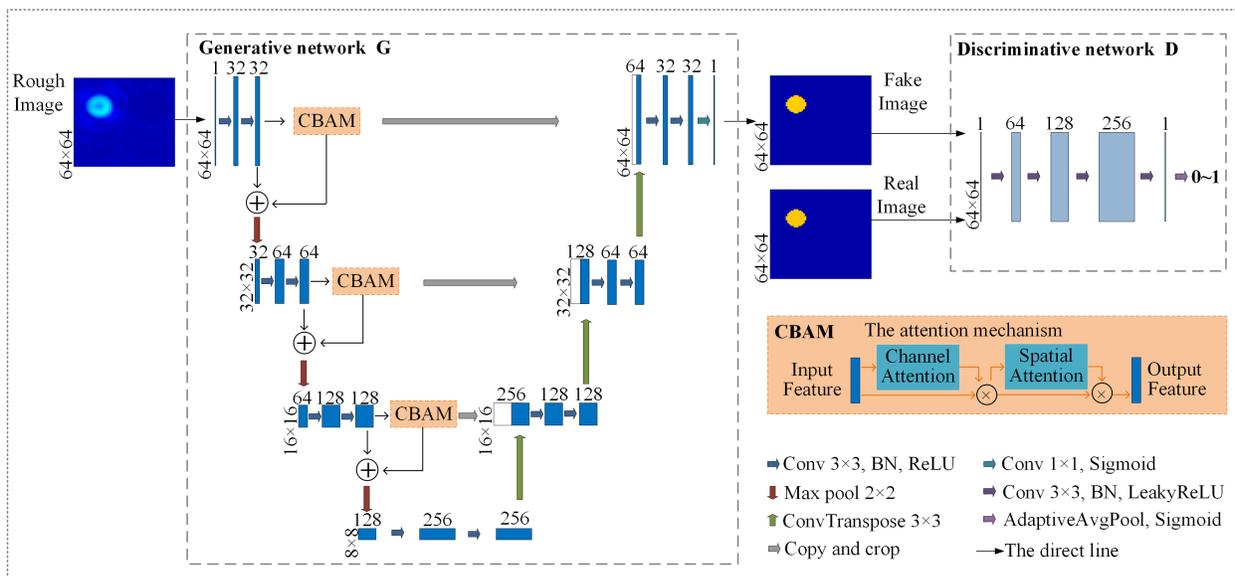 Generative network G
Rough
Image
64×64
1 32 32
64×64
CBAM
64 32 32 1
64×64
32 64 64
32×32
CBAM
128 64 64
32×32
64 128 128
16×16
CBAM
256 128 128
16×16
128 256 256
8×8
64×64
64×64
Fake
Image
Real
Image
Discriminative network D
1 64 128 256 1
64×64
0~1
CBAM The attention mechanism
Input
Feature
Channel
Attention
Spatial
Attention
Output
Feature
Conv 3×3, BN, ReLU
Max pool 2×2
ConvTranspose 3×3
Copy and crop
Conv 1×1, Sigmoid
Conv 3×3, BN, LeakyReLU
AdaptiveAvgPool, Sigmoid
The direct line